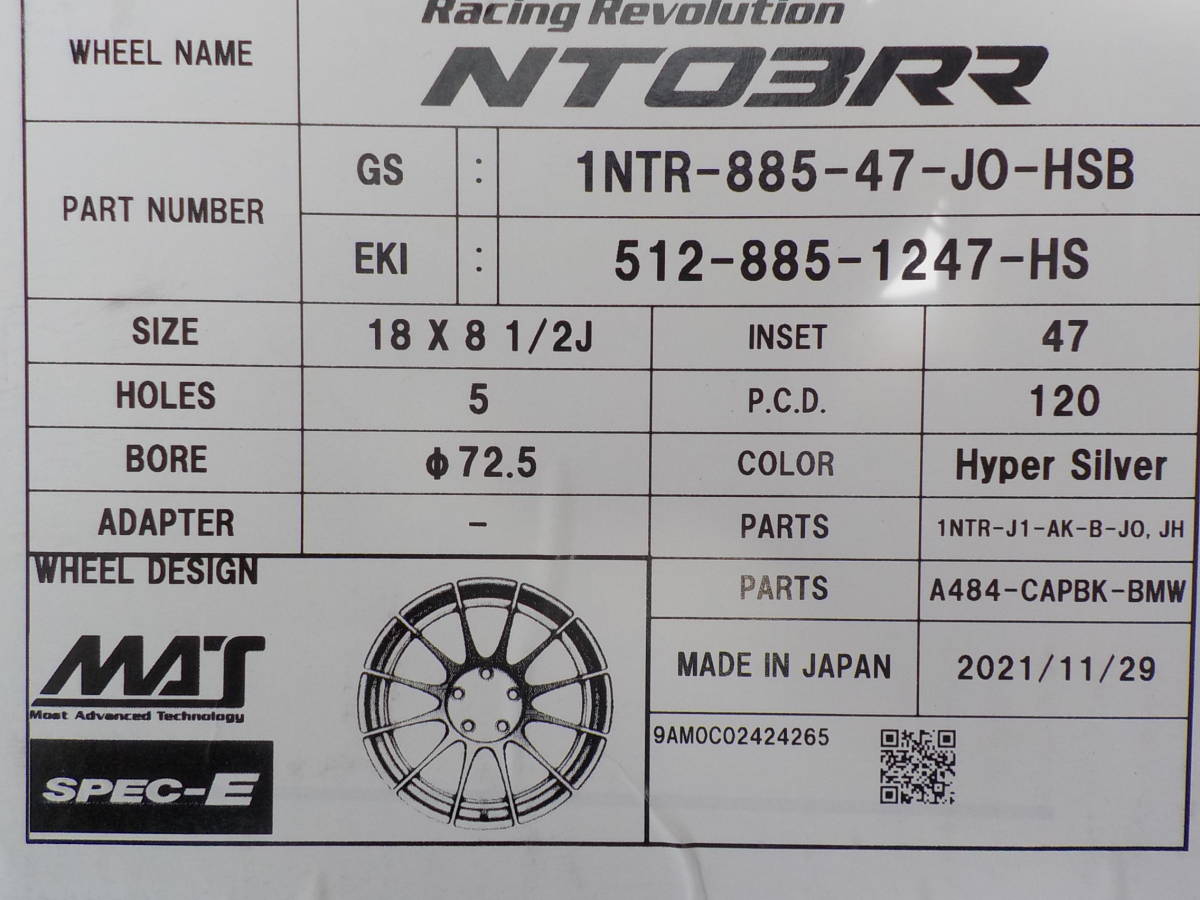 Racing Revolution
WHEEL NAME
NT03RR
PART NUMBER
GS : 1NTR-885-47-JO-HSB
EKI : 512-885-1247-HS
SIZE 18 X 8 1/2J INSET 47
HOLES 5 P.C.D. 120
BORE φ72.5 COLOR Hyper Silver
ADAPTER - PARTS 1NTR-J1-AK-B-JO, JH
WHEEL DESIGN
PARTS A484-CAPBK-BMW
MADE IN JAPAN 2021/11/29
MAT
Most Advanced Technology
9AMOCO2424265
SPEC-E